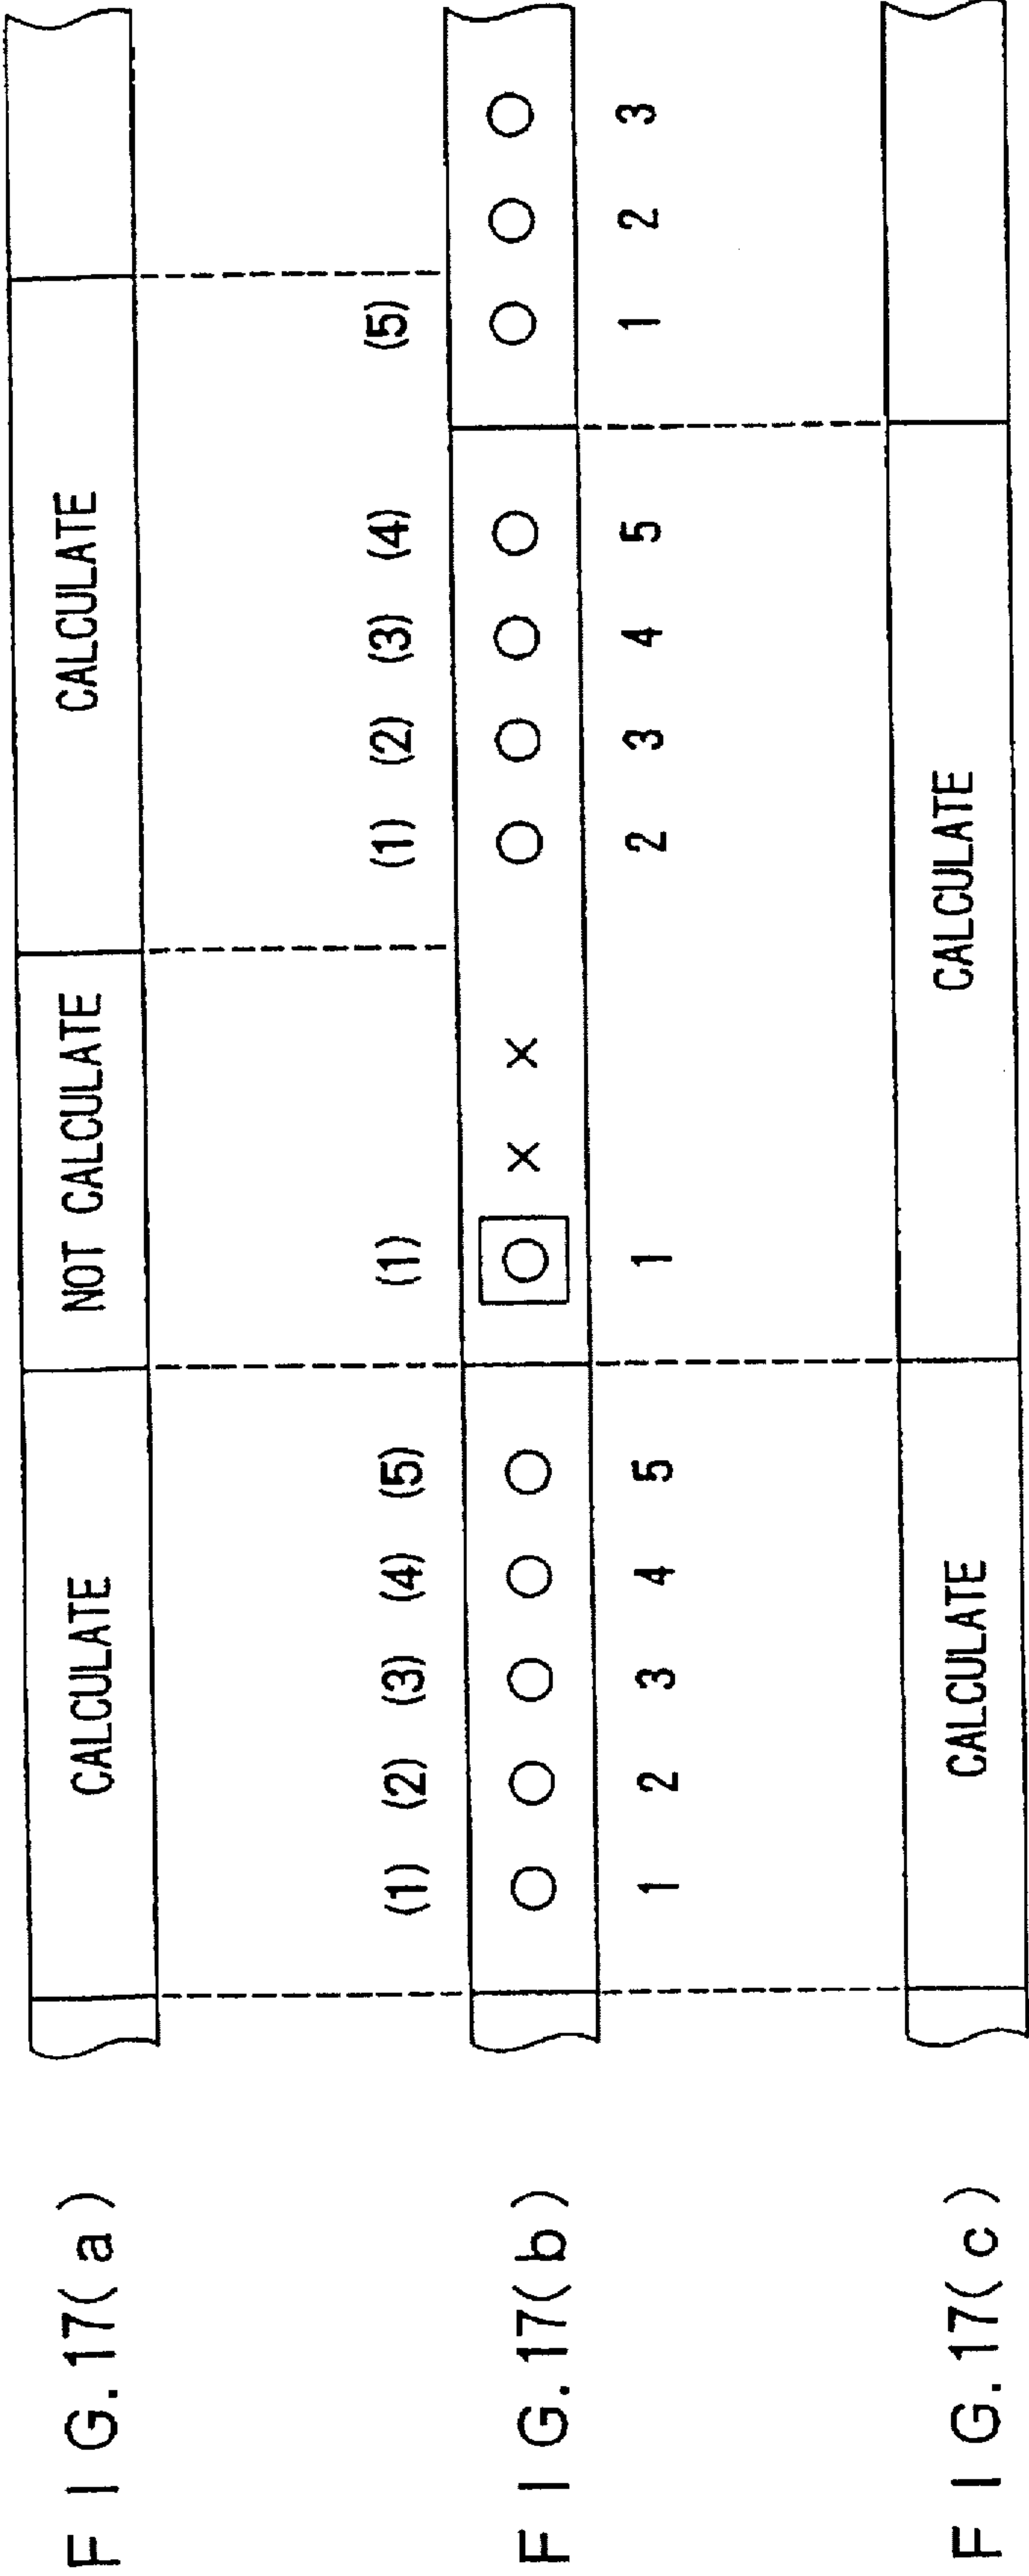 FIG.17(a) CALCULATE NOT CALCULATE CALCULATE
(1) (2) (3) (4) (5) (1) (1) (2) (3) (4) (5)
FIG.17(b) ○ ○ ○ ○ ○ ○ × × ○ ○ ○ ○ ○ ○ ○
1 2 3 4 5 1 2 3 4 5 1 2 3
FIG.17(c) CALCULATE CALCULATE